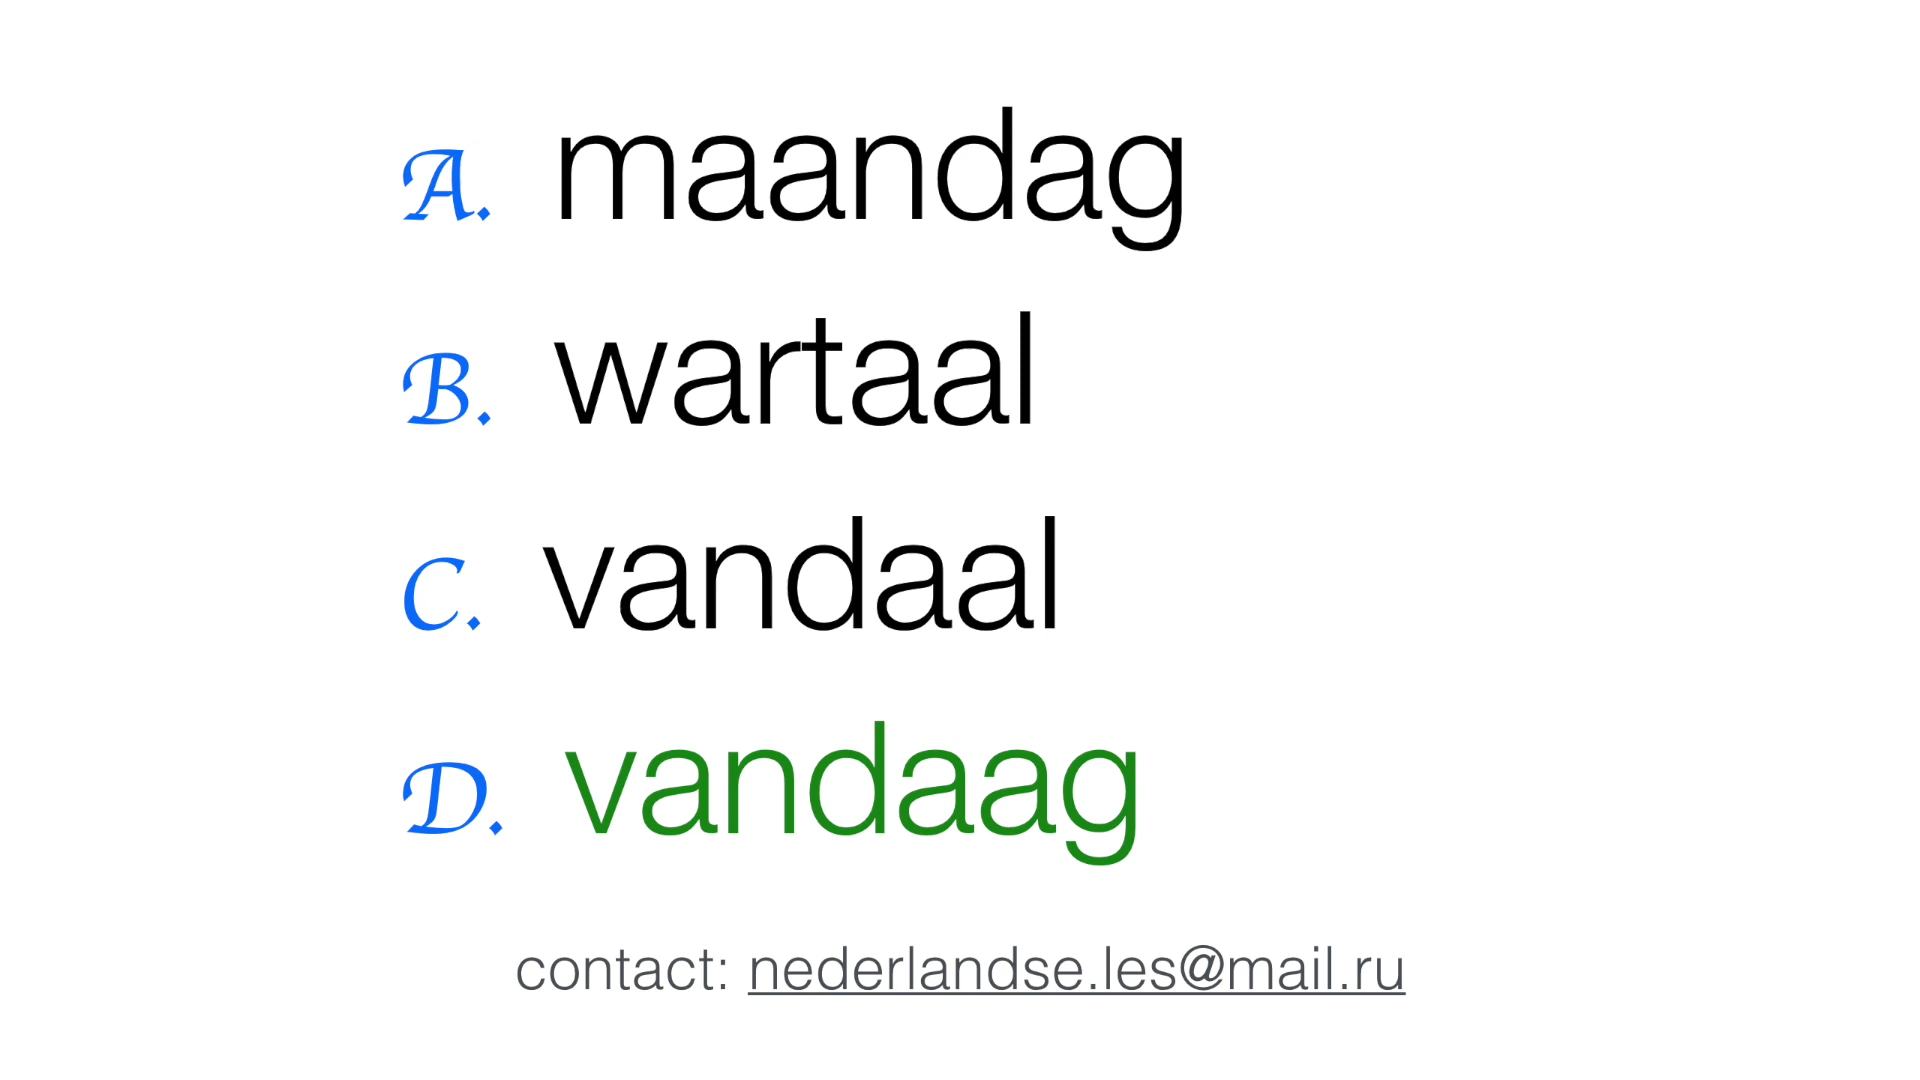 A. maandag
B. wartaal
C. vandaal
D. vandaag
contact: nederlandse.les@mail.ru